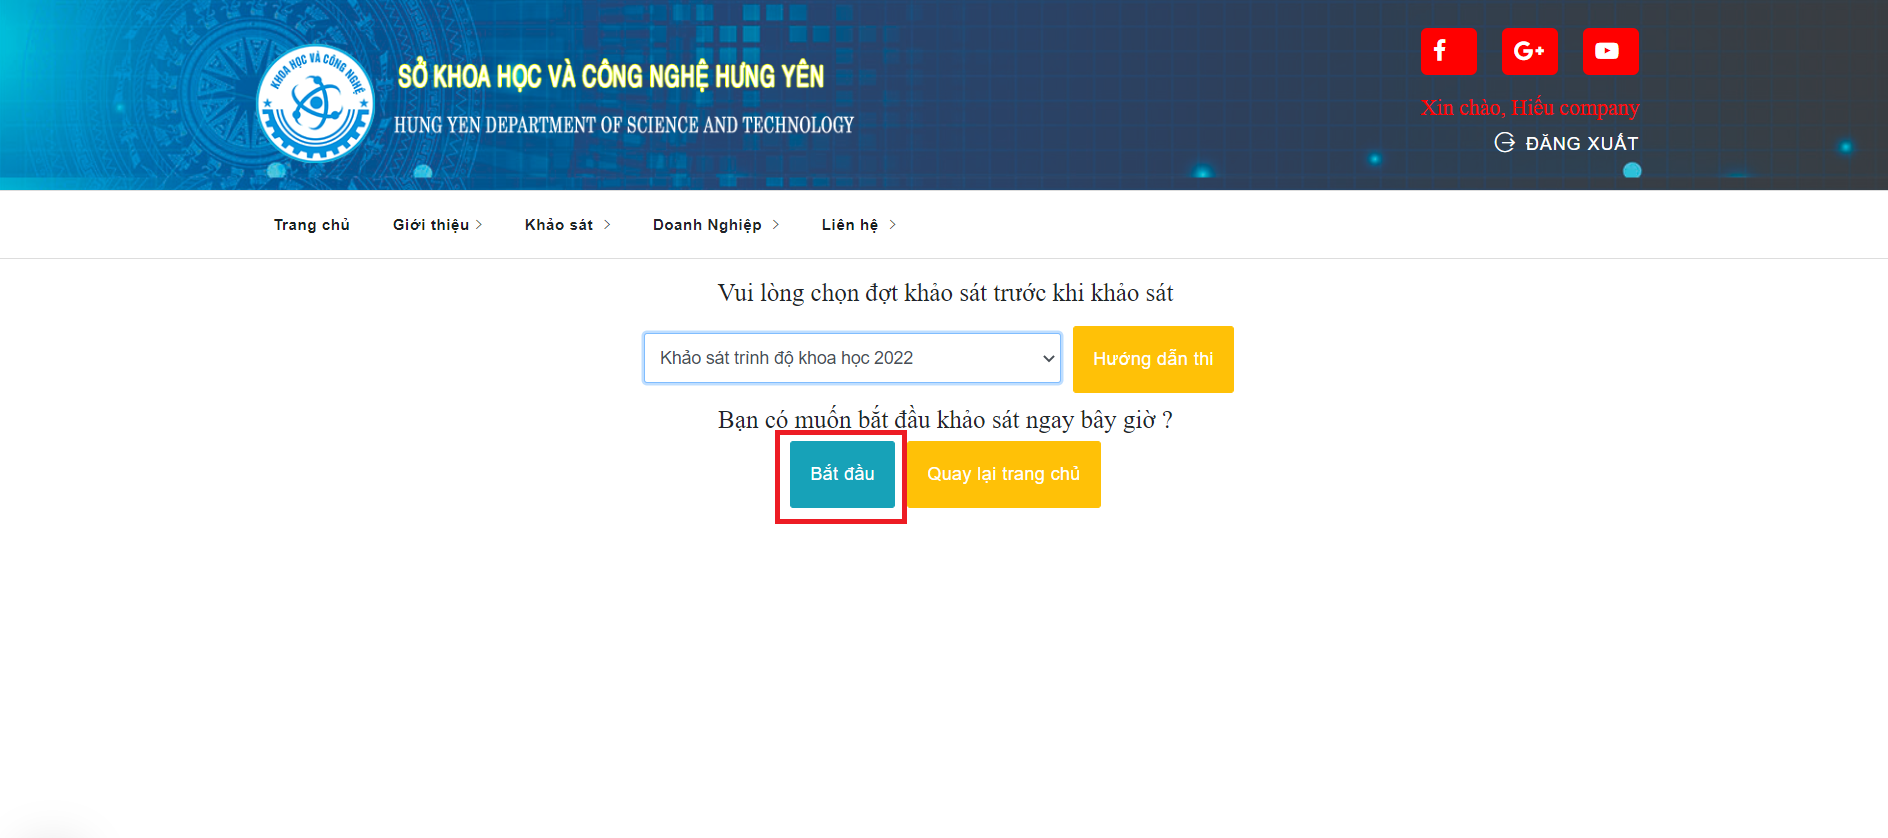 KHOA HỌC VÀ CÔNG NGHỆ
SỞ KHOA HỌC VÀ CÔNG NGHỆ HƯNG YÊN
HUNG YEN DEPARTMENT OF SCIENCE AND TECHNOLOGY
f G+
Xin chào, Hiếu company
ĐĂNG XUẤT
Trang chủ Giới thiệu Khảo sát Doanh Nghiệp Liên hệ
Vui lòng chọn đợt khảo sát trước khi khảo sát
Khảo sát trình độ khoa học 2022 Hướng dẫn thi
Bạn có muốn bắt đầu khảo sát ngay bây giờ ?
Bắt đầu Quay lại trang chủ